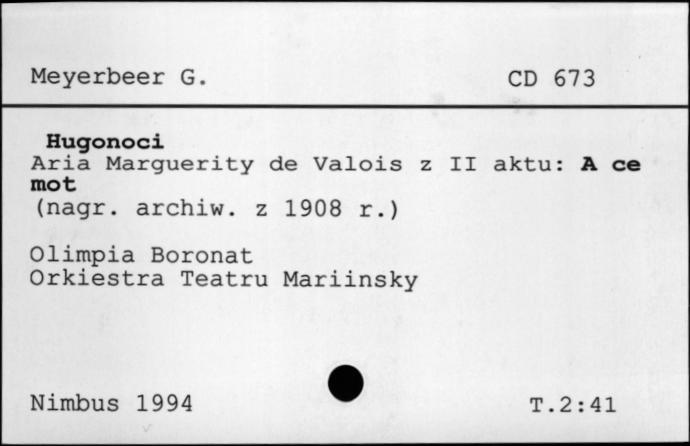 Meyerbeer G. CD 673
Hugonoci
Aria Marguerity de Valois z II aktu: A ce
mot
(nagr. archiw. z 1908 r.)
Olimpia Boronat
Orkiestra Teatru Mariinsky
Nimbus 1994 T.2:41